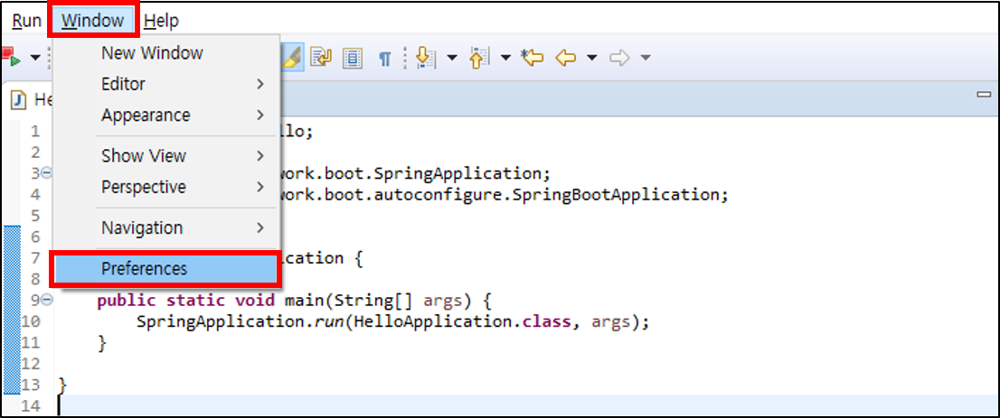 Run Window Help
New Window
Editor
Appearance
Show View
Perspective
Navigation
Preferences
He
1 llo;
2
3 work.boot.SpringApplication;
4 work.boot.autoconfigure.SpringBootApplication;
5
6
7 ication {
8
9 public static void main(String[] args) {
10 SpringApplication.run(HelloApplication.class, args);
11 }
12
13 }
14